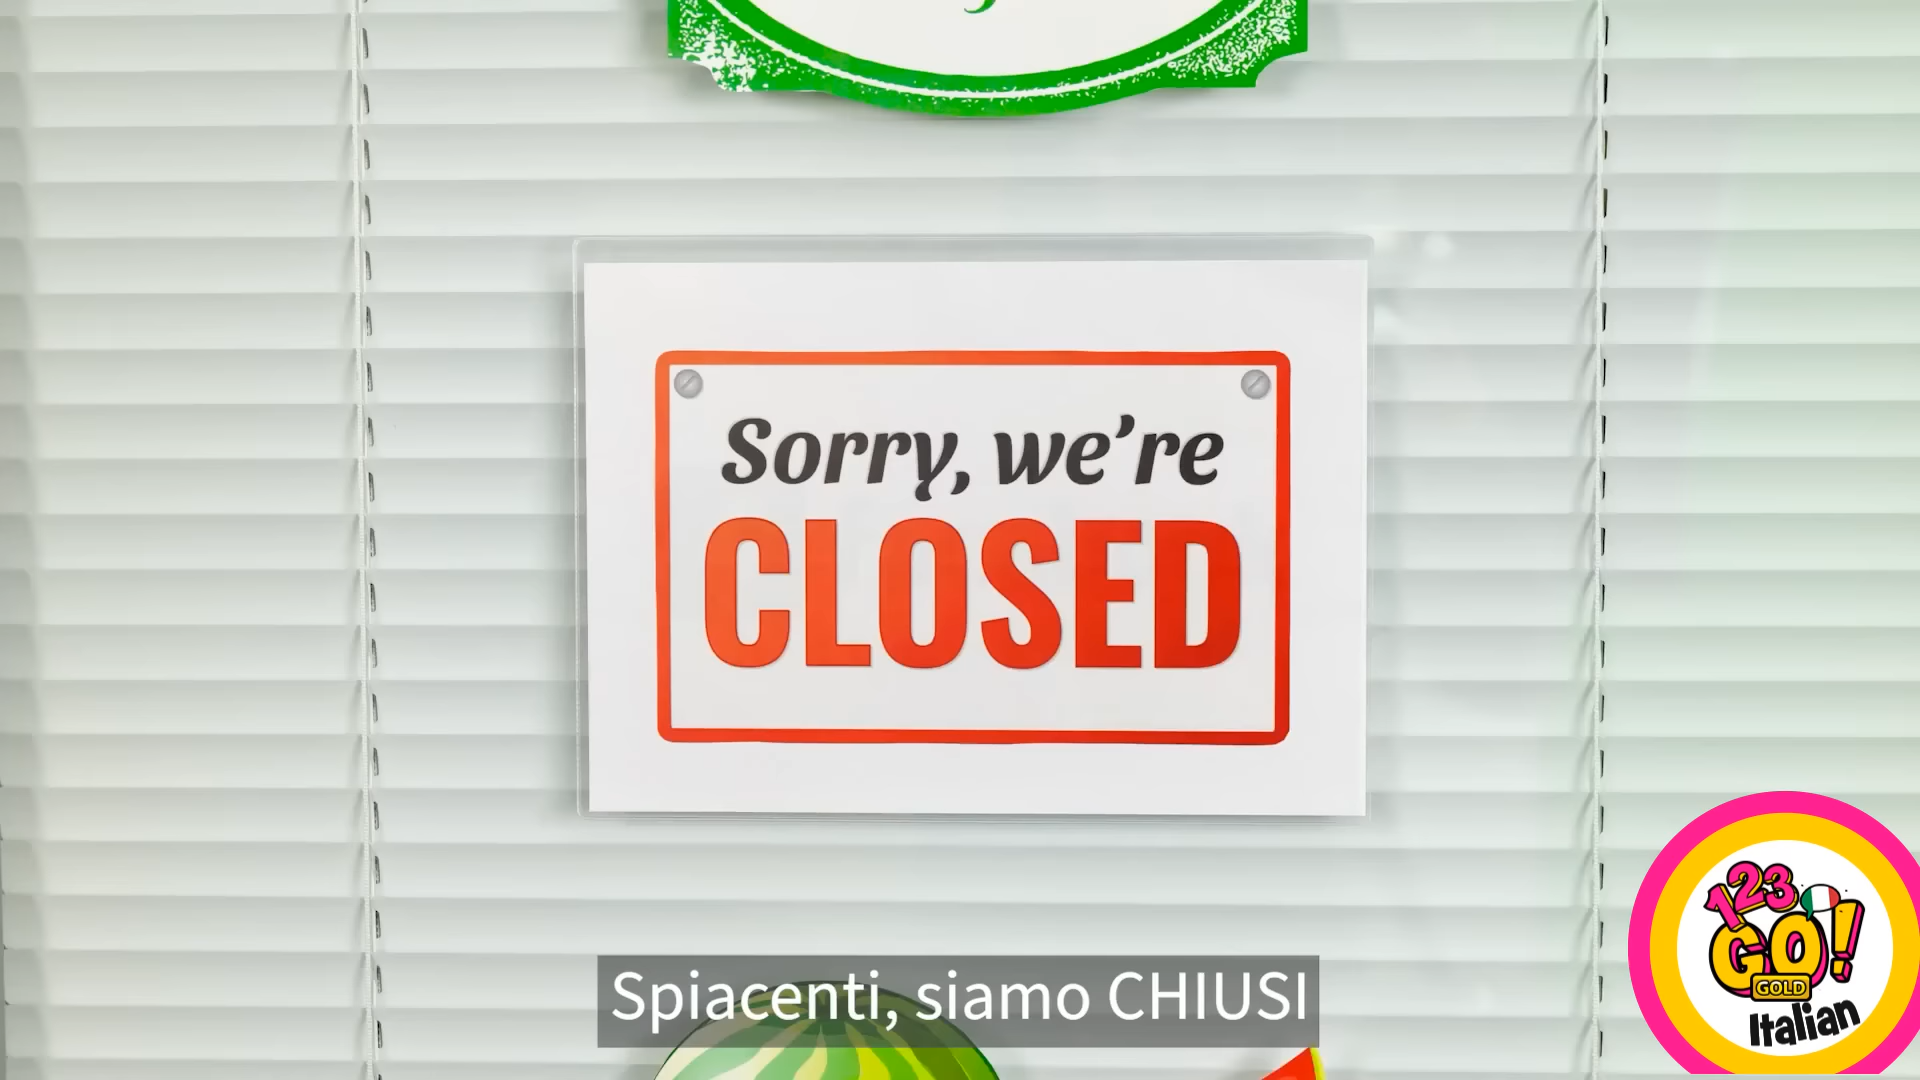 Sorry, we're
CLOSED
Spiacenti, siamo CHIUSI
123
GO!
GOLD
Italian